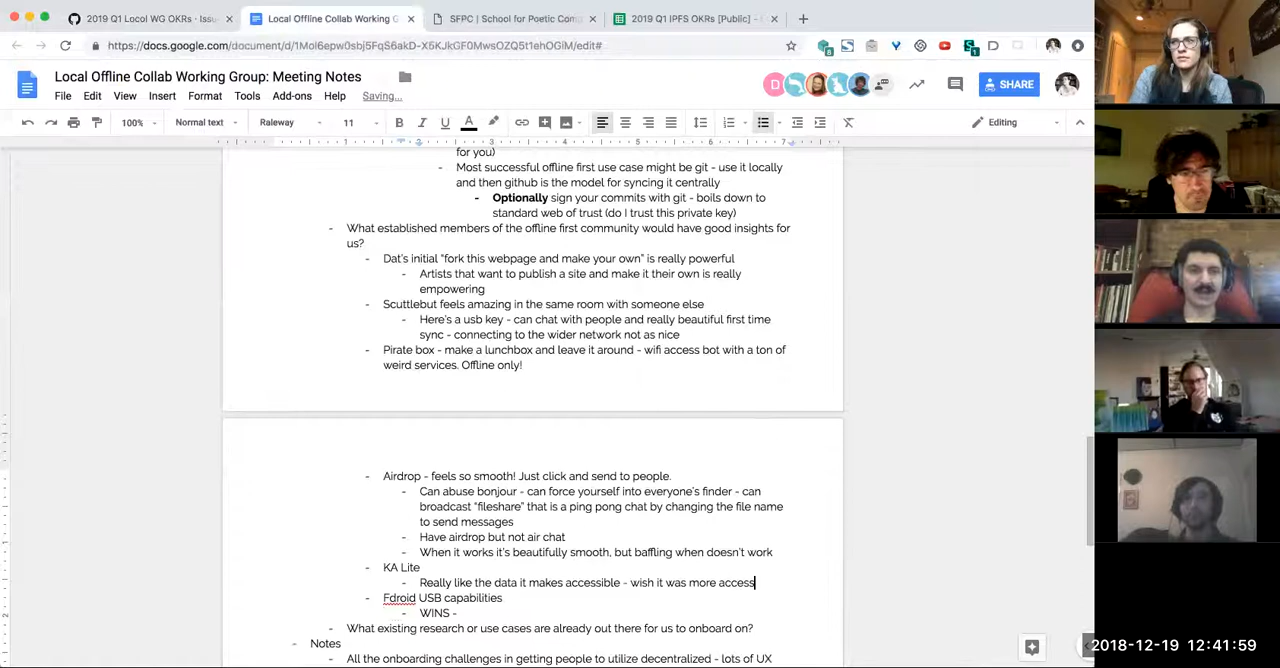 2019 Q1 Locol WG OKRs · Issu
Local Offline Collab Working G
SFPC | School for Poetic Com
2019 Q1 IPFS OKRs [Public] -
Local Offline Collab Working Group: Meeting Notes
File Edit View Insert Format Tools Add-ons Help Saving...
SHARE
100% Normal text Raleway 11 B I U A Editing
1 2 3 4 5 6 7
for you)
- Most successful offline first use case might be git - use it locally
and then github is the model for syncing it centrally
- Optionally sign your commits with git - boils down to
standard web of trust (do I trust this private key)
- What established members of the offline first community would have good insights for
us?
- Dat's initial "fork this webpage and make your own" is really powerful
- Artists that want to publish a site and make it their own is really
empowering
- Scuttlebut feels amazing in the same room with someone else
- Here's a usb key - can chat with people and really beautiful first time
sync - connecting to the wider network not as nice
- Pirate box - make a lunchbox and leave it around - wifi access bot with a ton of
weird services. Offline only!
- Airdrop - feels so smooth! Just click and send to people.
- Can abuse bonjour - can force yourself into everyone's finder - can
broadcast "fileshare" that is a ping pong chat by changing the file name
to send messages
- Have airdrop but not air chat
- When it works it's beautifully smooth, but baffling when doesn't work
- KA Lite
- Really like the data it makes accessible - wish it was more access
- Fdroid USB capabilities
- WINS -
- What existing research or use cases are already out there for us to onboard on?
- Notes
- All the onboarding challenges in getting people to utilize decentralized - lots of UX
2018-12-19 12:41:59